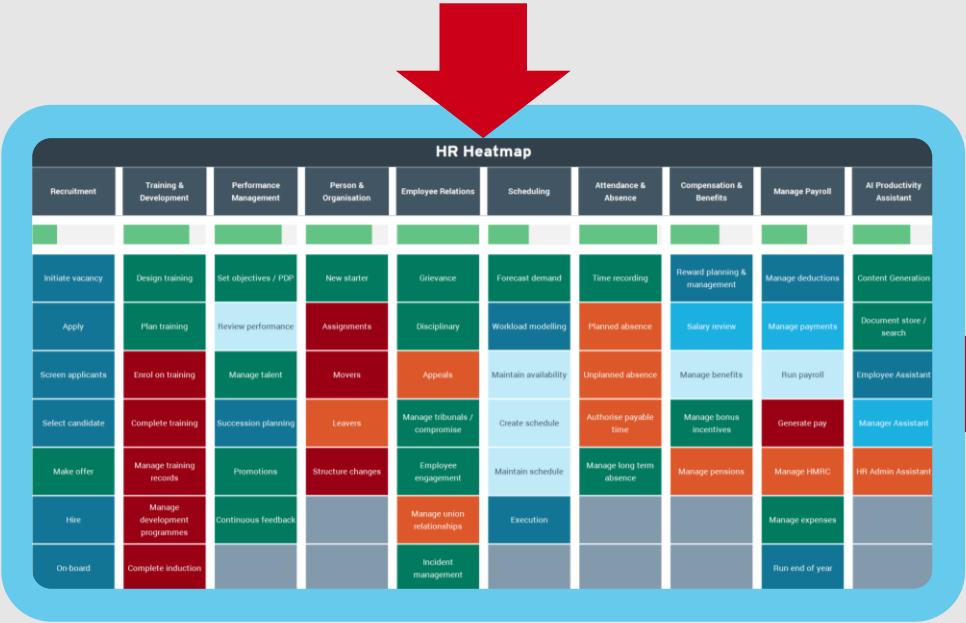 HR Heatmap
Recruitment
Training &
Development
Performance
Management
Person &
Organisation
Employee Relations
Scheduling
Attendance &
Absence
Compensation &
Benefits
Manage Payroll
AI Productivity
Assistant
Initiate vacancy
Design training
Set objectives / PDP
New starter
Grievance
Forecast demand
Time recording
Reward planning &
management
Manage deductions
Content Generation
Apply
Plan training
Review performance
Assignments
Disciplinary
Workload modelling
Planned absence
Salary review
Manage payments
Document store /
search
Screen applicants
Enrol on training
Manage talent
Movers
Appeals
Maintain availability
Unplanned absence
Manage benefits
Run payroll
Employee Assistant
Select candidate
Complete training
Succession planning
Leavers
Manage tribunals /
compromise
Create schedule
Authorise payable
time
Manage bonus
incentives
Generate pay
Manager Assistant
Make offer
Manage training
records
Promotions
Structure changes
Employee
engagement
Maintain schedule
Manage long term
absence
Manage pensions
Manage HMRC
HR Admin Assistant
Hire
Manage
development
programmes
Continuous feedback
Manage union
relationships
Execution
Manage expenses
On-board
Complete induction
Incident
management
Run end of year